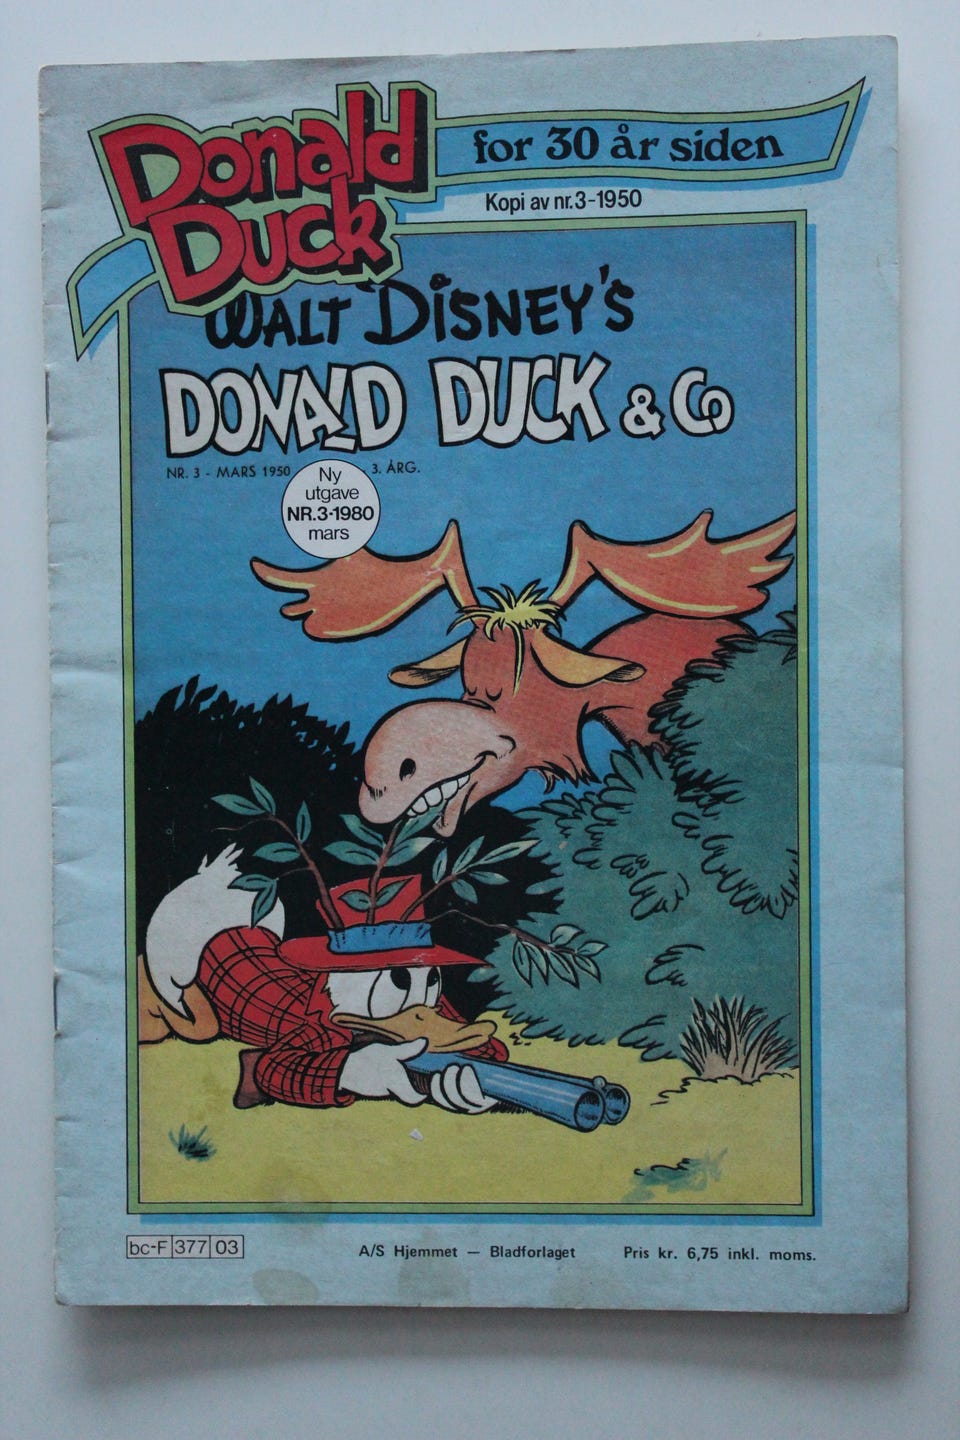 Donald
Duck
for 30 år siden
Kopi av nr.3-1950
WALT DISNEY'S
DONALD DUCK & Co
NR. 3 - MARS 1950
3. ÅRG.
Ny
utgave
NR.3-1980
mars
bc-F 377 03
A/S Hjemmet — Bladforlaget
Pris kr. 6,75 inkl. moms.